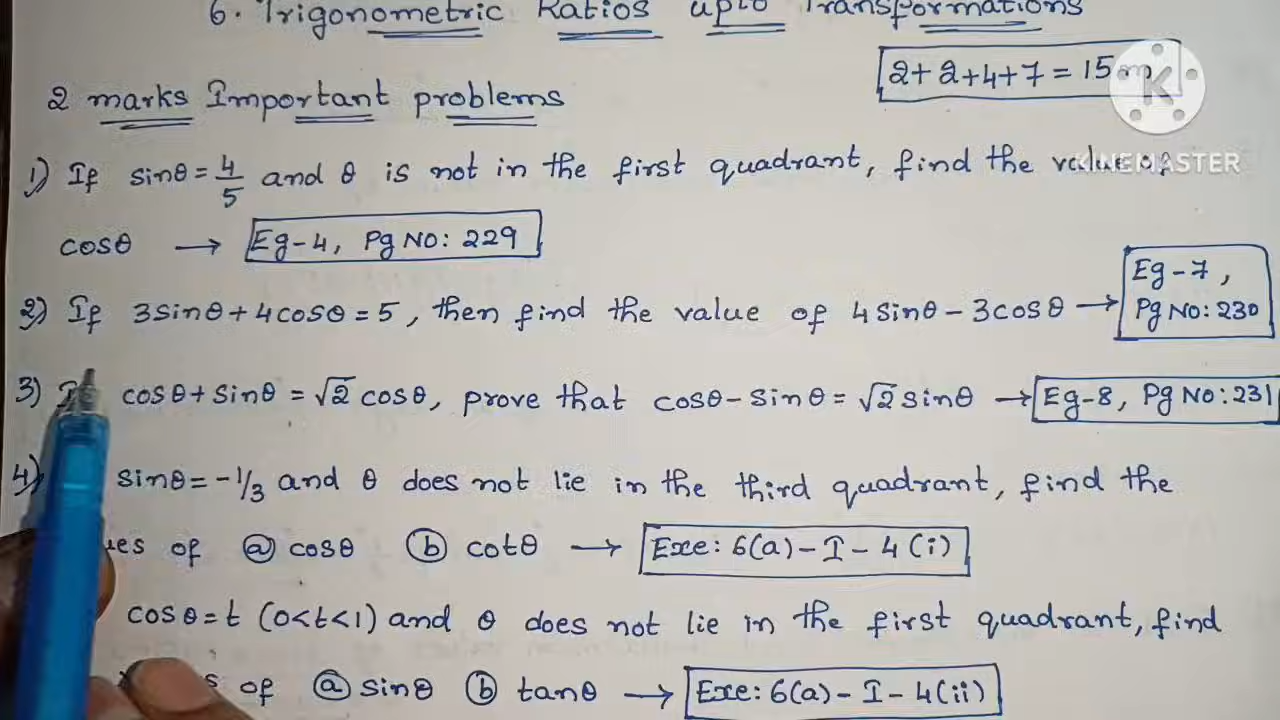 6. Trigonometric Ratios upto Transformations
2+2+4+7 = 15m
2 marks Important problems
KINEMASTER
1) If sinθ = 4/5 and θ is not in the first quadrant, find the value of
cosθ → Eg-4, Pg No: 229
2) If 3sinθ + 4cosθ = 5, then find the value of 4sinθ - 3cosθ → Eg-7, Pg No: 230
3) cosθ + sinθ = √2 cosθ, prove that cosθ - sinθ = √2 sinθ → Eg-8, Pg No: 231
4) sinθ = -1/3 and θ does not lie in the third quadrant, find the
of ⓐ cosθ ⓑ cotθ → Exe: 6(a) - I - 4(i)
cosθ = t (0<t<1) and θ does not lie in the first quadrant, find
of ⓐ sinθ ⓑ tanθ → Exe: 6(a) - I - 4(ii)